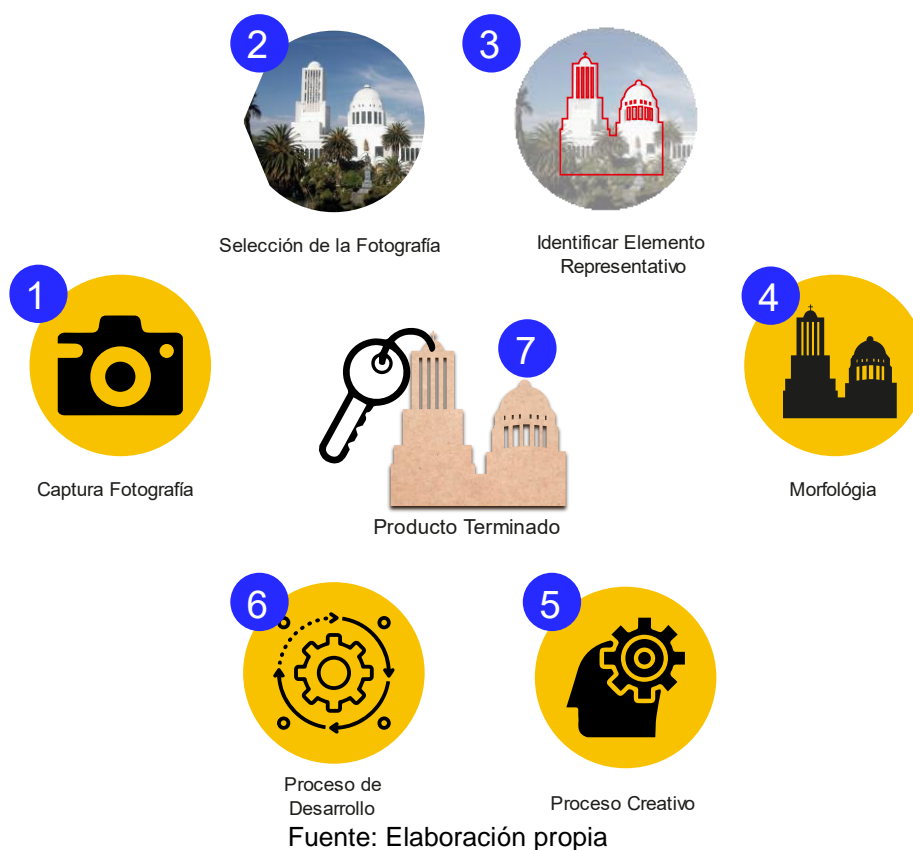 2
3
Selección de la Fotografía
Identificar Elemento
Representativo
1
4
7
Captura Fotografía
Morfológia
Producto Terminado
6
5
Proceso de
Desarrollo
Proceso Creativo
Fuente: Elaboración propia